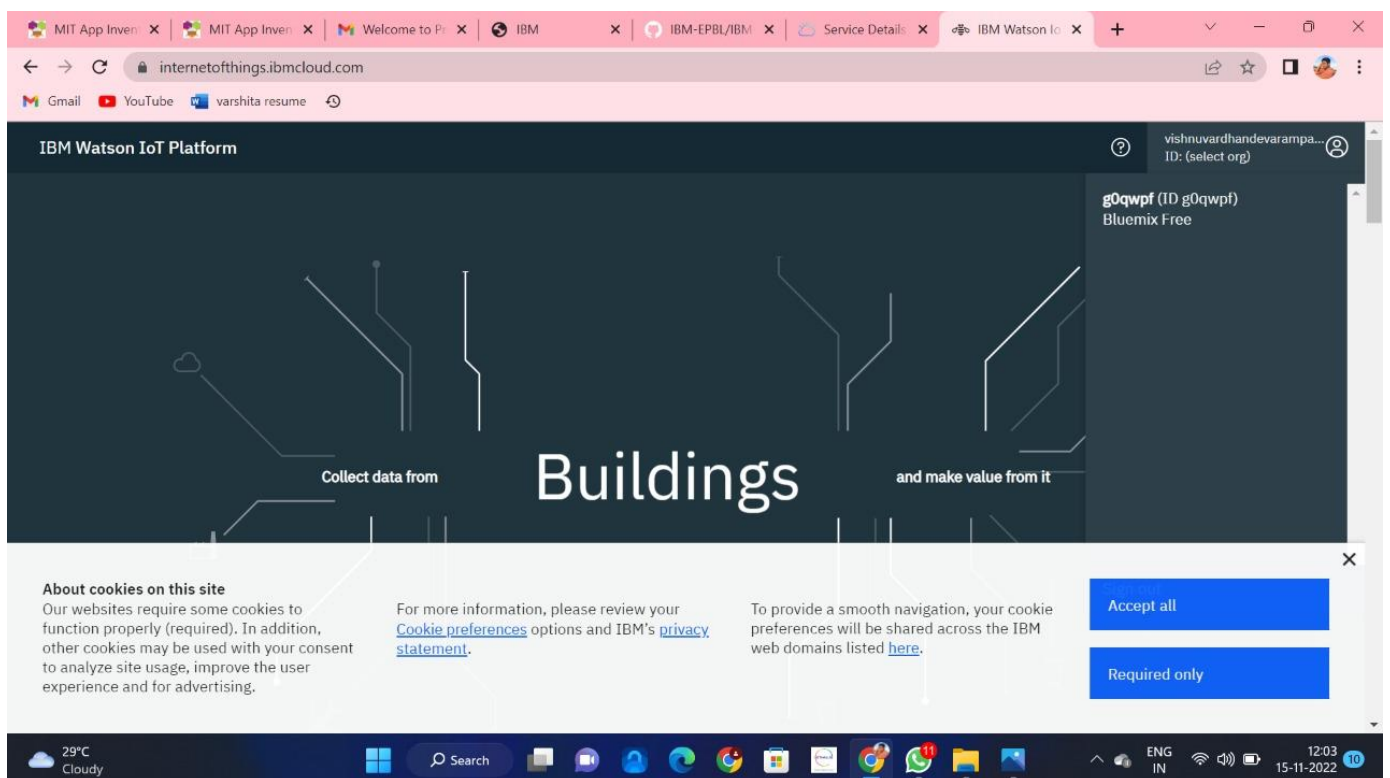 MIT App Inven
MIT App Inven
Welcome to Pr
IBM
IBM-EPBL/IBM
Service Details
IBM Watson Io
internetofthings.ibmcloud.com
Gmail
YouTube
varshita resume
IBM Watson IoT Platform
vishnuvardhandevarampa...
ID: (select org)
g0qwpf (ID g0qwpf)
Bluemix Free
Collect data from
Buildings
and make value from it
About cookies on this site
Our websites require some cookies to
function properly (required). In addition,
other cookies may be used with your consent
to analyze site usage, improve the user
experience and for advertising.
For more information, please review your
Cookie preferences options and IBM's privacy
statement.
To provide a smooth navigation, your cookie
preferences will be shared across the IBM
web domains listed here.
Sign out
Accept all
Required only
29°C
Cloudy
Search
11
ENG
IN
12:03
15-11-2022
10